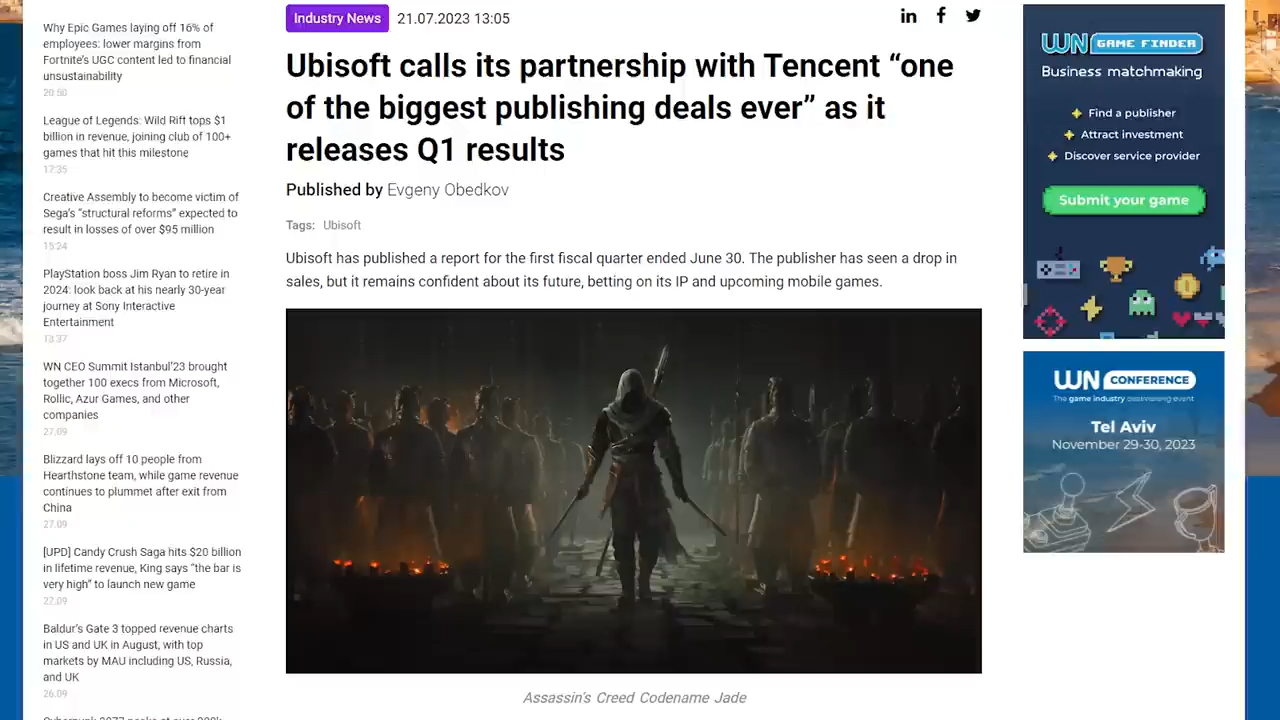 Why Epic Games laying off 16% of
employees: lower margins from
Fortnite's UGC content led to financial
unsustainability
20:50
League of Legends: Wild Rift tops $1
billion in revenue, joining club of 100+
games that hit this milestone
17:35
Creative Assembly to become victim of
Sega's “structural reforms” expected to
result in losses of over $95 million
15:24
PlayStation boss Jim Ryan to retire in
2024: look back at his nearly 30-year
journey at Sony Interactive
Entertainment
13:37
WN CEO Summit Istanbul'23 brought
together 100 execs from Microsoft,
Rollic, Azur Games, and other
companies
27.09
Blizzard lays off 10 people from
Hearthstone team, while game revenue
continues to plummet after exit from
China
27.09
[UPD] Candy Crush Saga hits $20 billion
in lifetime revenue, King says “the bar is
very high” to launch new game
27.09
Baldur's Gate 3 topped revenue charts
in US and UK in August, with top
markets by MAU including US, Russia,
and UK
26.09
Industry News 21.07.2023 13:05
Ubisoft calls its partnership with Tencent “one
of the biggest publishing deals ever” as it
releases Q1 results
Published by Evgeny Obedkov
Tags: Ubisoft
Ubisoft has published a report for the first fiscal quarter ended June 30. The publisher has seen a drop in
sales, but it remains confident about its future, betting on its IP and upcoming mobile games.
Assassin's Creed Codename Jade
WN GAME FINDER
Business matchmaking
Find a publisher
Attract investment
Discover service provider
Submit your game
WN CONFERENCE
The game industry
Tel Aviv
November 29-30, 2023